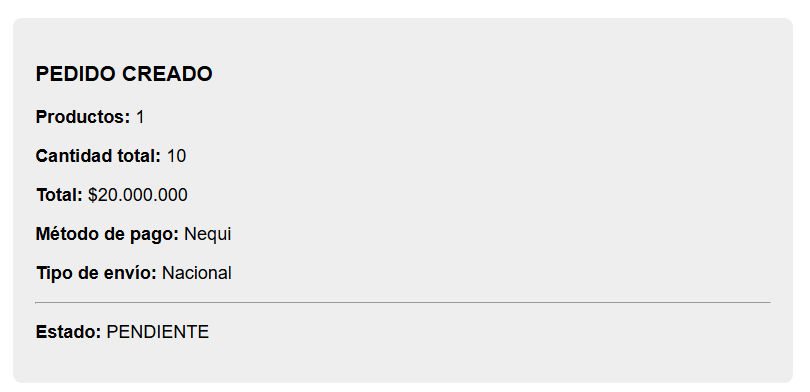 PEDIDO CREADO
Productos: 1
Cantidad total: 10
Total: $20.000.000
Método de pago: Nequi
Tipo de envío: Nacional
Estado: PENDIENTE